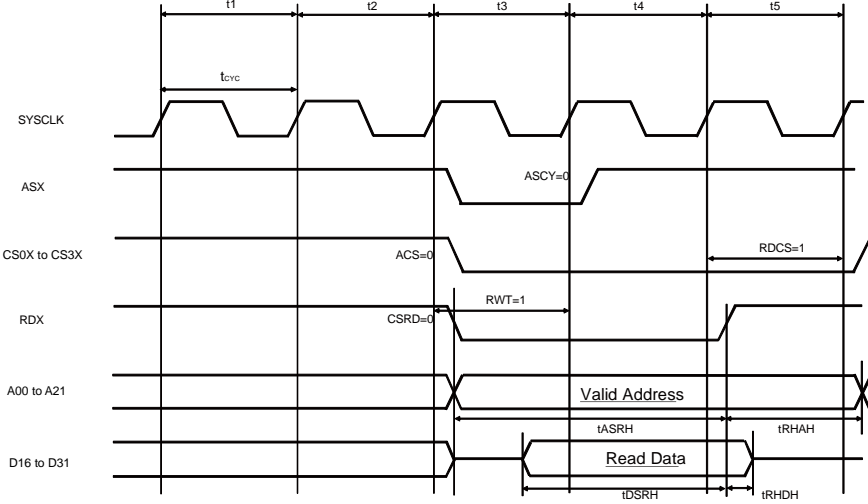 t1 t2 t3 t4 t5
tCYC
SYSCLK
ASX ASCY=0
CS0X to CS3X ACS=0 RDCS=1
RWT=1
RDX CSRD=0
A00 to A21 Valid Address
tASRH tRHAH
D16 to D31 Read Data
tDSRH tRHDH